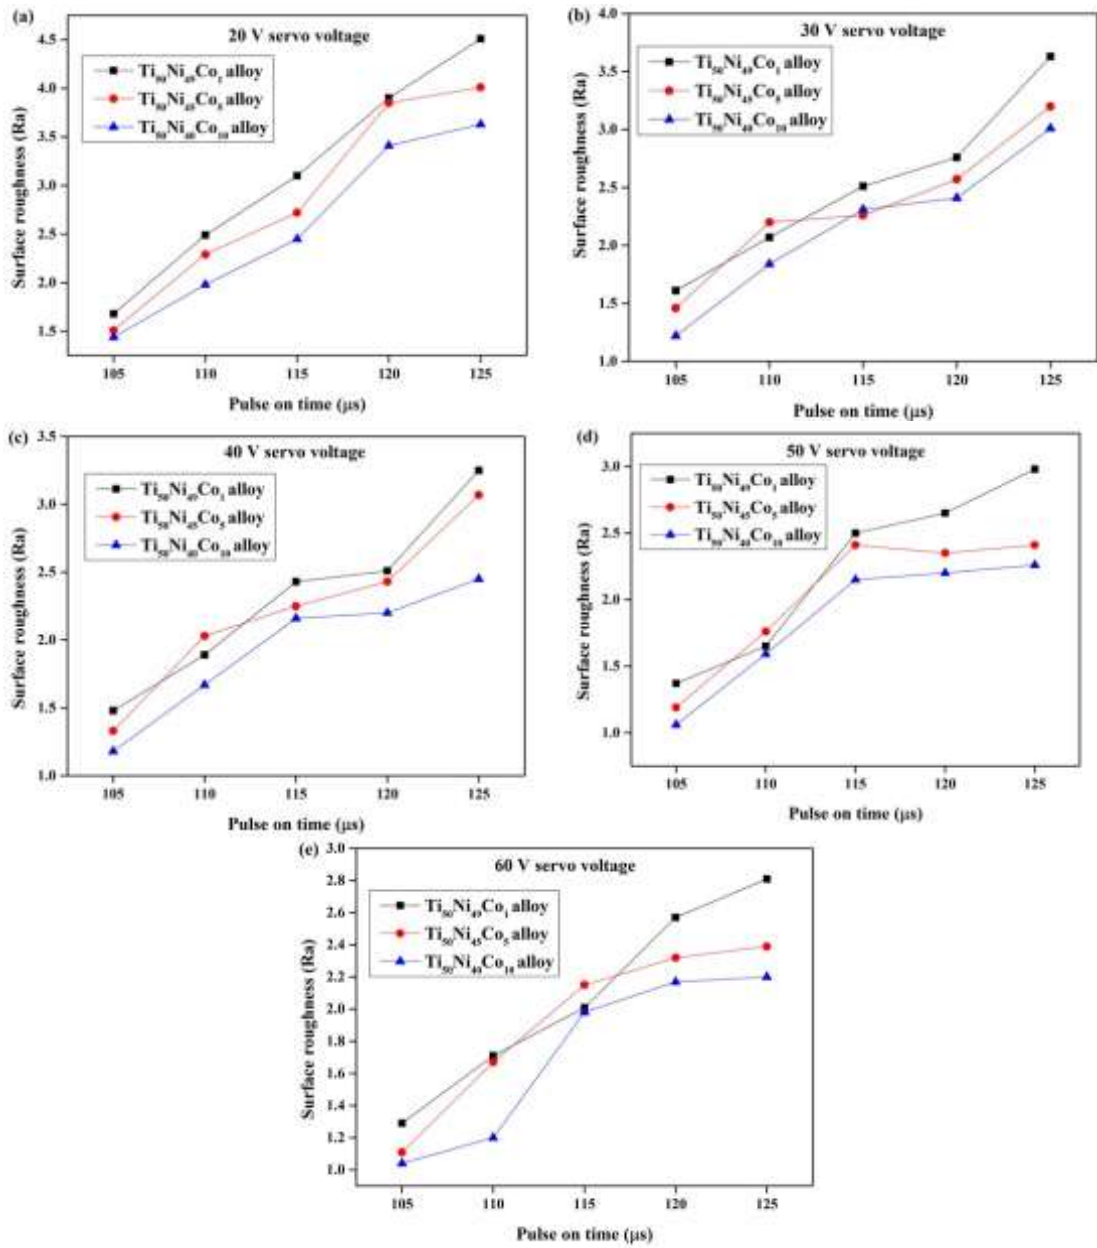 (a)
20 V servo voltage
Ti₅₀Ni₄₉Co₁ alloy
Ti₅₀Ni₄₅Co₅ alloy
Ti₅₀Ni₄₀Co₁₀ alloy
Surface roughness (Ra)
4.5
4.0
3.5
3.0
2.5
2.0
1.5
105 110 115 120 125
Pulse on time (μs)
(b)
30 V servo voltage
Ti₅₀Ni₄₉Co₁ alloy
Ti₅₀Ni₄₅Co₅ alloy
Ti₅₀Ni₄₀Co₁₀ alloy
Surface roughness (Ra)
4.0
3.5
3.0
2.5
2.0
1.5
1.0
105 110 115 120 125
Pulse on time (μs)
(c)
40 V servo voltage
Ti₅₀Ni₄₉Co₁ alloy
Ti₅₀Ni₄₅Co₅ alloy
Ti₅₀Ni₄₀Co₁₀ alloy
Surface roughness (Ra)
3.5
3.0
2.5
2.0
1.5
1.0
105 110 115 120 125
Pulse on time (μs)
(d)
50 V servo voltage
Ti₅₀Ni₄₉Co₁ alloy
Ti₅₀Ni₄₅Co₅ alloy
Ti₅₀Ni₄₀Co₁₀ alloy
Surface roughness (Ra)
3.0
2.5
2.0
1.5
1.0
105 110 115 120 125
Pulse on time (μs)
(e)
60 V servo voltage
Ti₅₀Ni₄₉Co₁ alloy
Ti₅₀Ni₄₅Co₅ alloy
Ti₅₀Ni₄₀Co₁₀ alloy
Surface roughness (Ra)
3.0
2.8
2.6
2.4
2.2
2.0
1.8
1.6
1.4
1.2
1.0
105 110 115 120 125
Pulse on time (μs)